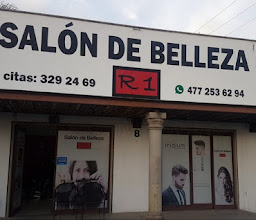 SALÓN DE BELLEZA
citas: 329 24 69
R1
477 253 62 94
Salón de Belleza
8